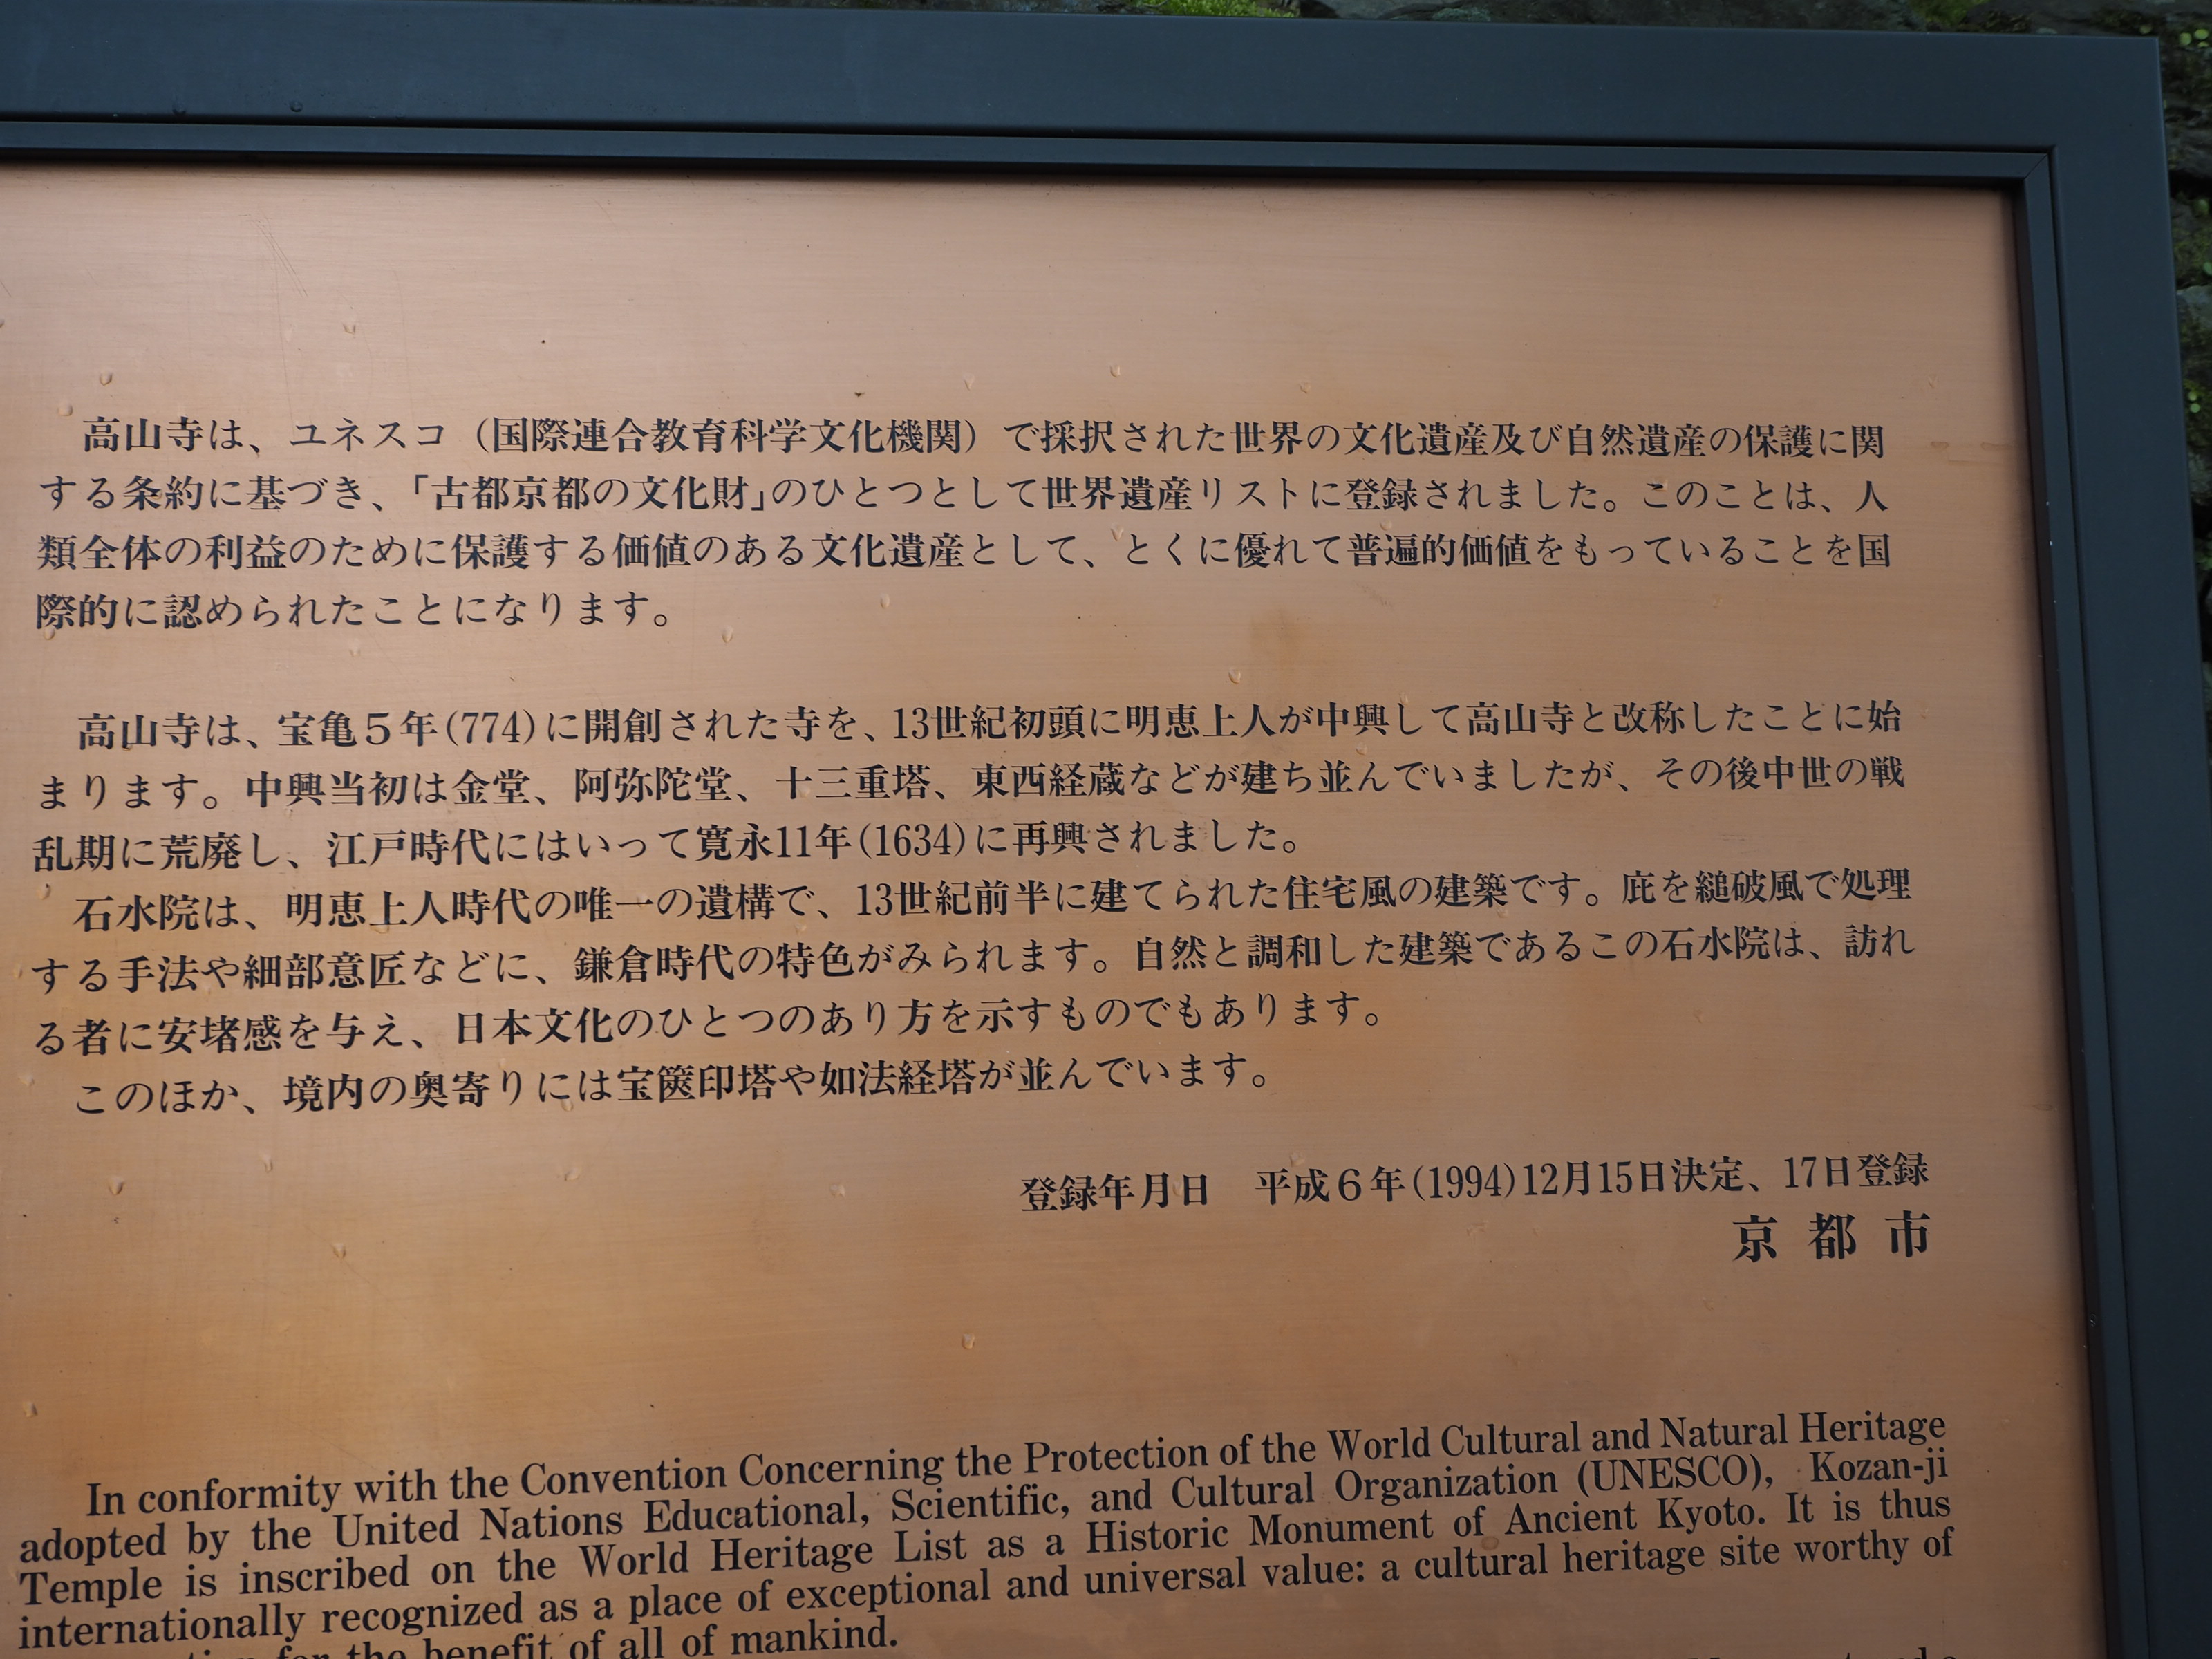 高山寺は、ユネスコ（国際連合教育科学文化機関）で採択された世界の文化遺産及び自然遺産の保護に関
する条約に基づき、「古都京都の文化財」のひとつとして世界遺産リストに登録されました。このことは、人
類全体の利益のために保護する価値のある文化遺産として、とくに優れて普遍的価値をもっていることを国
際的に認められたことになります。
高山寺は、宝亀５年(774)に開創された寺を、13世紀初頭に明恵上人が中興して高山寺と改称したことに始
まります。中興当初は金堂、阿弥陀堂、十三重塔、東西経蔵などが建ち並んでいましたが、その後中世の戦
乱期に荒廃し、江戸時代にはいって寛永11年(1634)に再興されました。
石水院は、明恵上人時代の唯一の遺構で、13世紀前半に建てられた住宅風の建築です。庇を縋破風で処理
する手法や細部意匠などに、鎌倉時代の特色がみられます。自然と調和した建築であるこの石水院は、訪れ
る者に安堵感を与え、日本文化のひとつのあり方を示すものでもあります。
このほか、境内の奥寄りには宝篋印塔や如法経塔が並んでいます。
登録年月日　平成６年(1994)12月15日決定、17日登録
京都市
In conformity with the Convention Concerning the Protection of the World Cultural and Natural Heritage
adopted by the United Nations Educational, Scientific, and Cultural Organization (UNESCO), Kozan-ji
Temple is inscribed on the World Heritage List as a Historic Monument of Ancient Kyoto. It is thus
internationally recognized as a place of exceptional and universal value: a cultural heritage site worthy of
for the benefit of all of mankind.